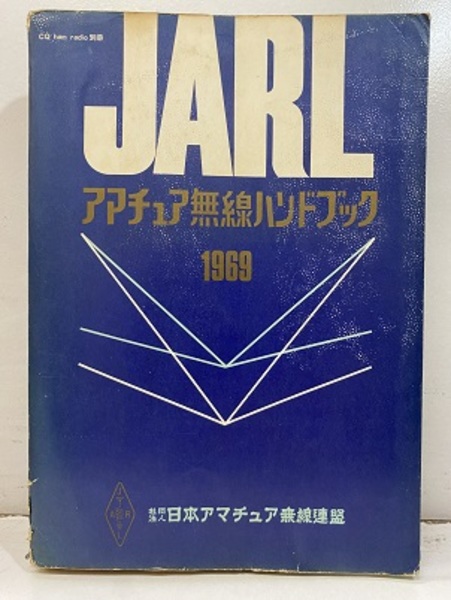 CQ ham radio 別冊
JARL
アマチュア無線ハンドブック
1969
社団法人 日本アマチュア無線連盟